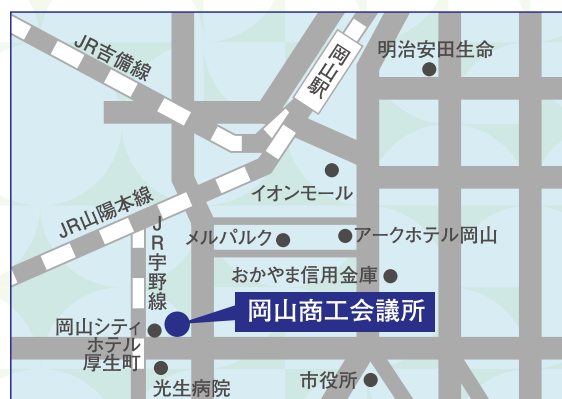 JR吉備線
岡山駅
明治安田生命
イオンモール
JR山陽本線
JR宇野線
メルパルク
アークホテル岡山
おかやま信用金庫
岡山商工会議所
岡山シティ
ホテル
厚生町
光生病院
市役所